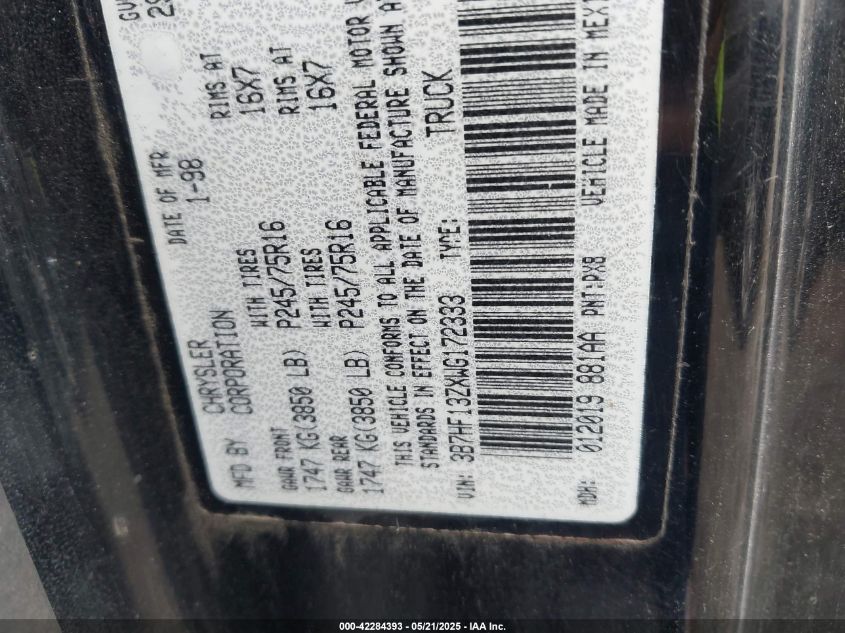 MFD BY CHRYSLER CORPORATION
DATE OF MFR 1-98
GAWR FRONT WITH TIRES RIMS AT
1747 KG(3850 LB) P245/75R16 16X7
GAWR REAR WITH TIRES RIMS AT
1747 KG(3850 LB) P245/75R16 16X7
THIS VEHICLE CONFORMS TO ALL APPLICABLE FEDERAL MOTOR
STANDARDS IN EFFECT ON THE DATE OF MANUFACTURE SHOWN
VIN: 3B7HF13ZXWG172333 TYPE: TRUCK
MDH: 012019 881AA PNT:PX8 VEHICLE MADE IN
000-42284393 - 05/21/2025 - IAA Inc.